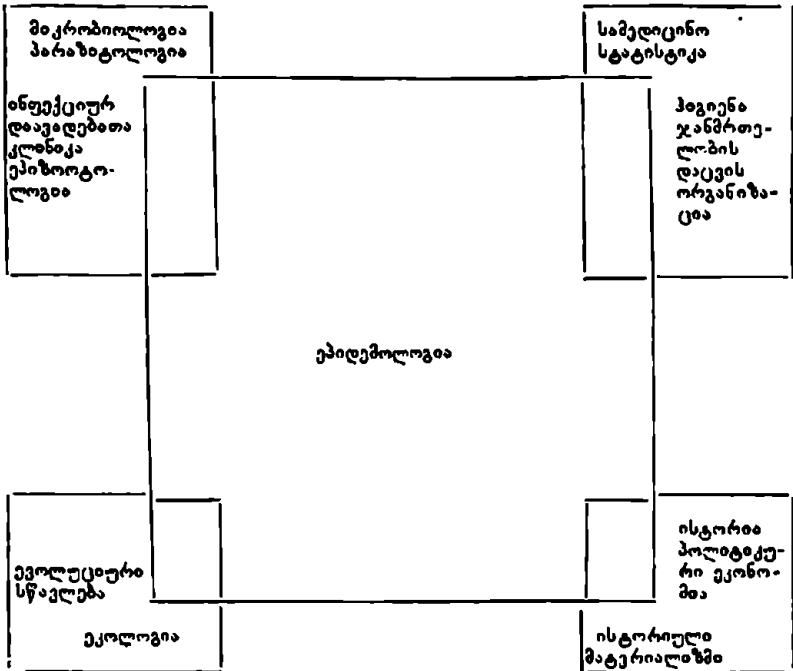 მიკრობიოლოგია
პარაზიტოლოგია
ინფექციურ
დაავადებათა
კლინიკა
ეპიზოოტო-
ლოგია
სამედიცინო
სტატისტიკა
ჰიგიენა
ჯანმრთე-
ლობის
დაცვის
ორგანიზა-
ცია
ეპიდემოლოგია
ევოლუციური
სწავლება
ეკოლოგია
ისტორია
პოლიტიკუ-
რი ეკონო-
მია
ისტორიული
მატერიალიზმი